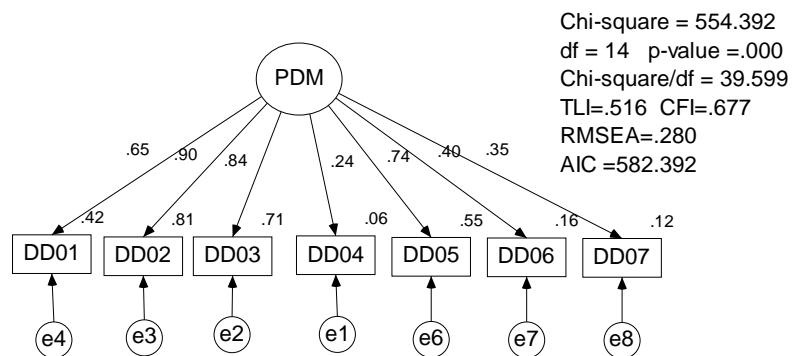 Chi-square = 554.392
df = 14 p-value =.000
Chi-square/df = 39.599
TLI=.516 CFI=.677
RMSEA=.280
AIC =582.392
PDM
.65 .90 .84 .24 .74 .40 .35
.42 .81 .71 .06 .55 .16 .12
DD01 DD02 DD03 DD04 DD05 DD06 DD07
e4 e3 e2 e1 e6 e7 e8